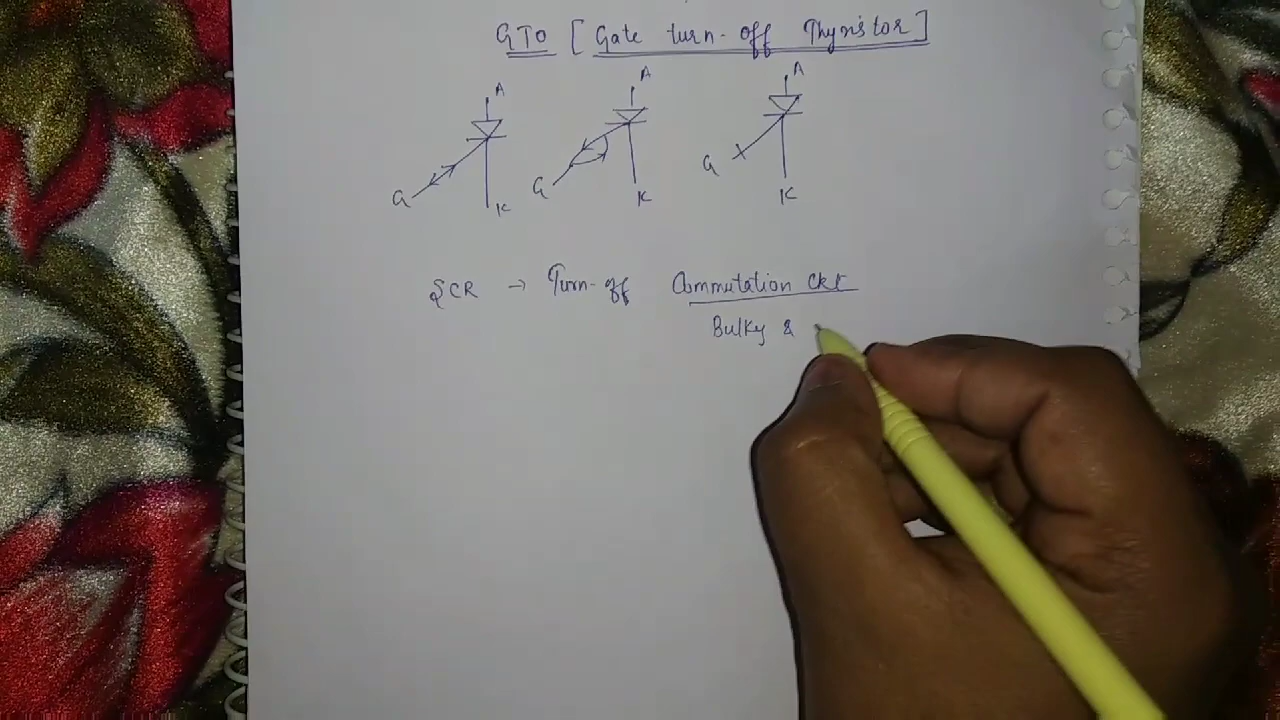 GTO [Gate turn-off Thyristor]
A A A
G K G K G K
SCR → Turn-off Commutation Ckt
Bulky &